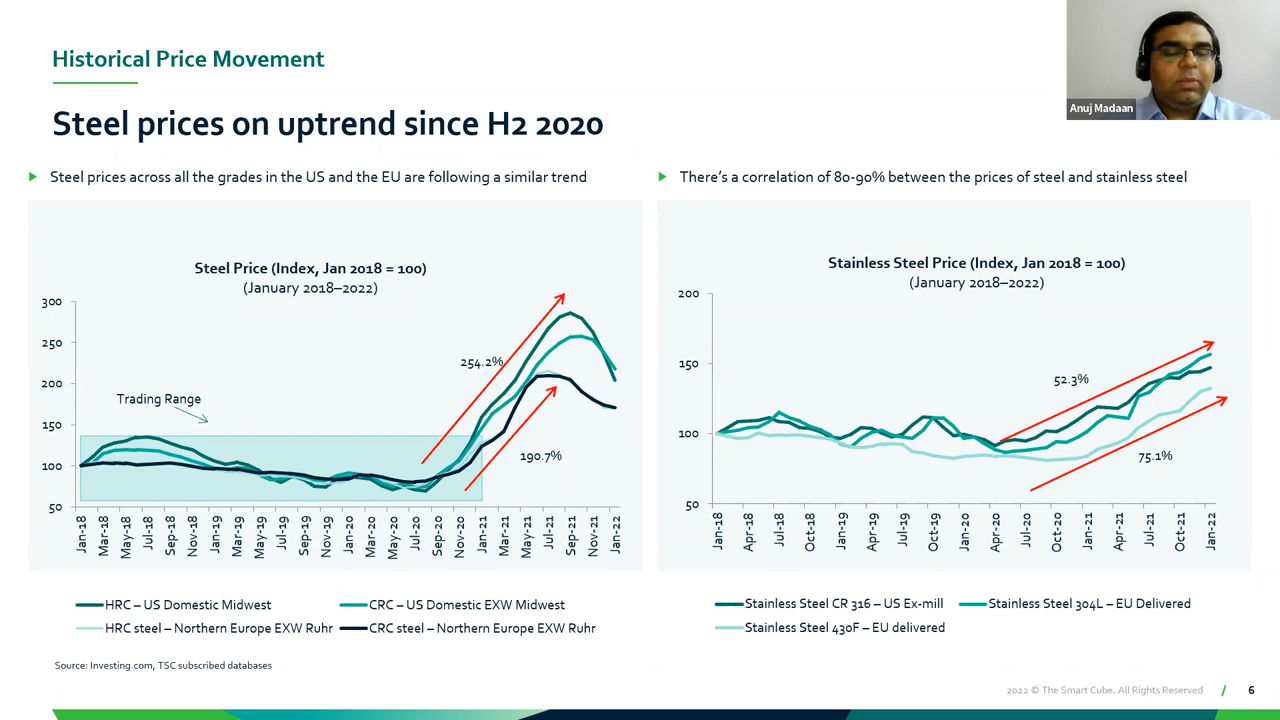 Historical Price Movement
Anuj Madaan
Steel prices on uptrend since H2 2020
Steel prices across all the grades in the US and the EU are following a similar trend
Steel Price (Index, Jan 2018 = 100)
(January 2018–2022)
300
250
200
150
100
50
254.2%
190.7%
Trading Range
Jan-18
Mar-18
May-18
Jul-18
Sep-18
Nov-18
Jan-19
Mar-19
May-19
Jul-19
Sep-19
Nov-19
Jan-20
Mar-20
May-20
Jul-20
Sep-20
Nov-20
Jan-21
Mar-21
May-21
Jul-21
Sep-21
Nov-21
Jan-22
HRC – US Domestic Midwest
CRC – US Domestic EXW Midwest
HRC steel – Northern Europe EXW Ruhr
CRC steel – Northern Europe EXW Ruhr
There's a correlation of 80-90% between the prices of steel and stainless steel
Stainless Steel Price (Index, Jan 2018 = 100)
(January 2018–2022)
200
150
100
50
52.3%
75.1%
Jan-18
Apr-18
Jul-18
Oct-18
Jan-19
Apr-19
Jul-19
Oct-19
Jan-20
Apr-20
Jul-20
Oct-20
Jan-21
Apr-21
Jul-21
Oct-21
Jan-22
Stainless Steel CR 316 – US Ex-mill
Stainless Steel 304L – EU Delivered
Stainless Steel 430F – EU delivered
Source: Investing.com, TSC subscribed databases
2022 © The Smart Cube. All Rights Reserved / 6